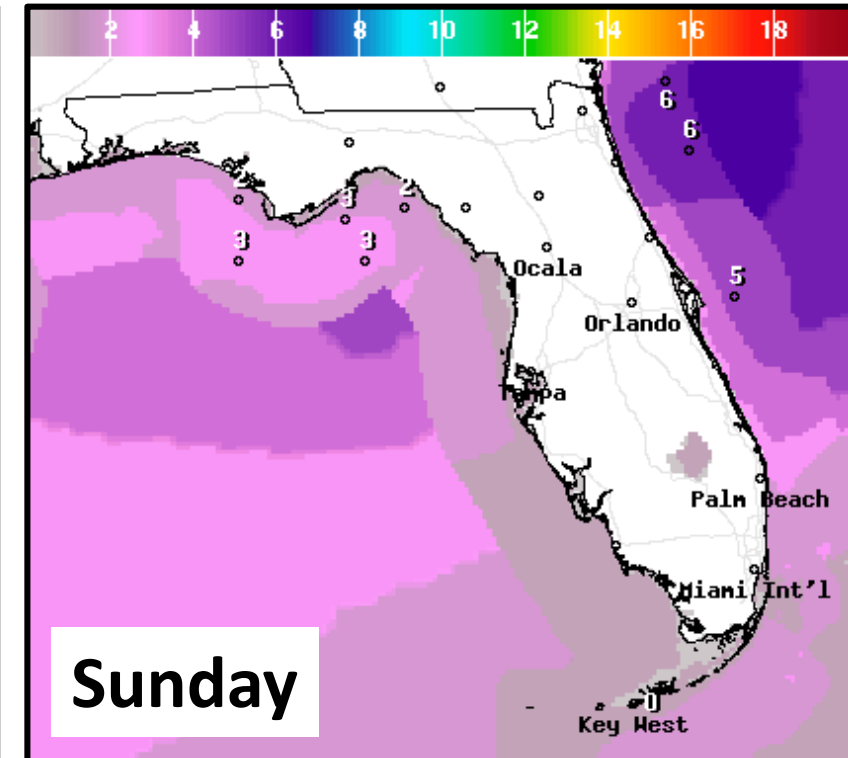 2 4 6 8 10 12 14 16 18
6
6
2
3
2
3
3
5
Ocala
Orlando
Tampa
Palm Beach
Miami Int'l
Sunday
0
Key West